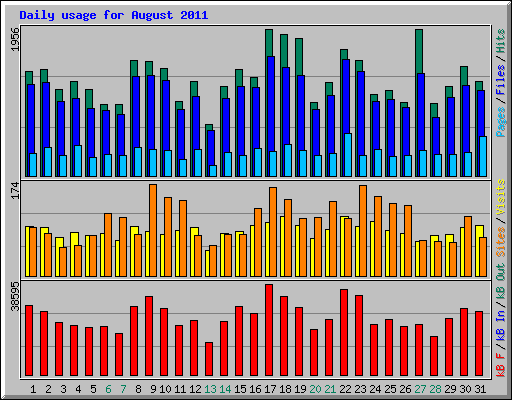 Daily usage for August 2011
1956
Pages / Files / Hits
174
Sites / Visits
38595
kB F / kB In / kB Out
1 2 3 4 5 6 7 8 9 10 11 12 13 14 15 16 17 18 19 20 21 22 23 24 25 26 27 28 29 30 31